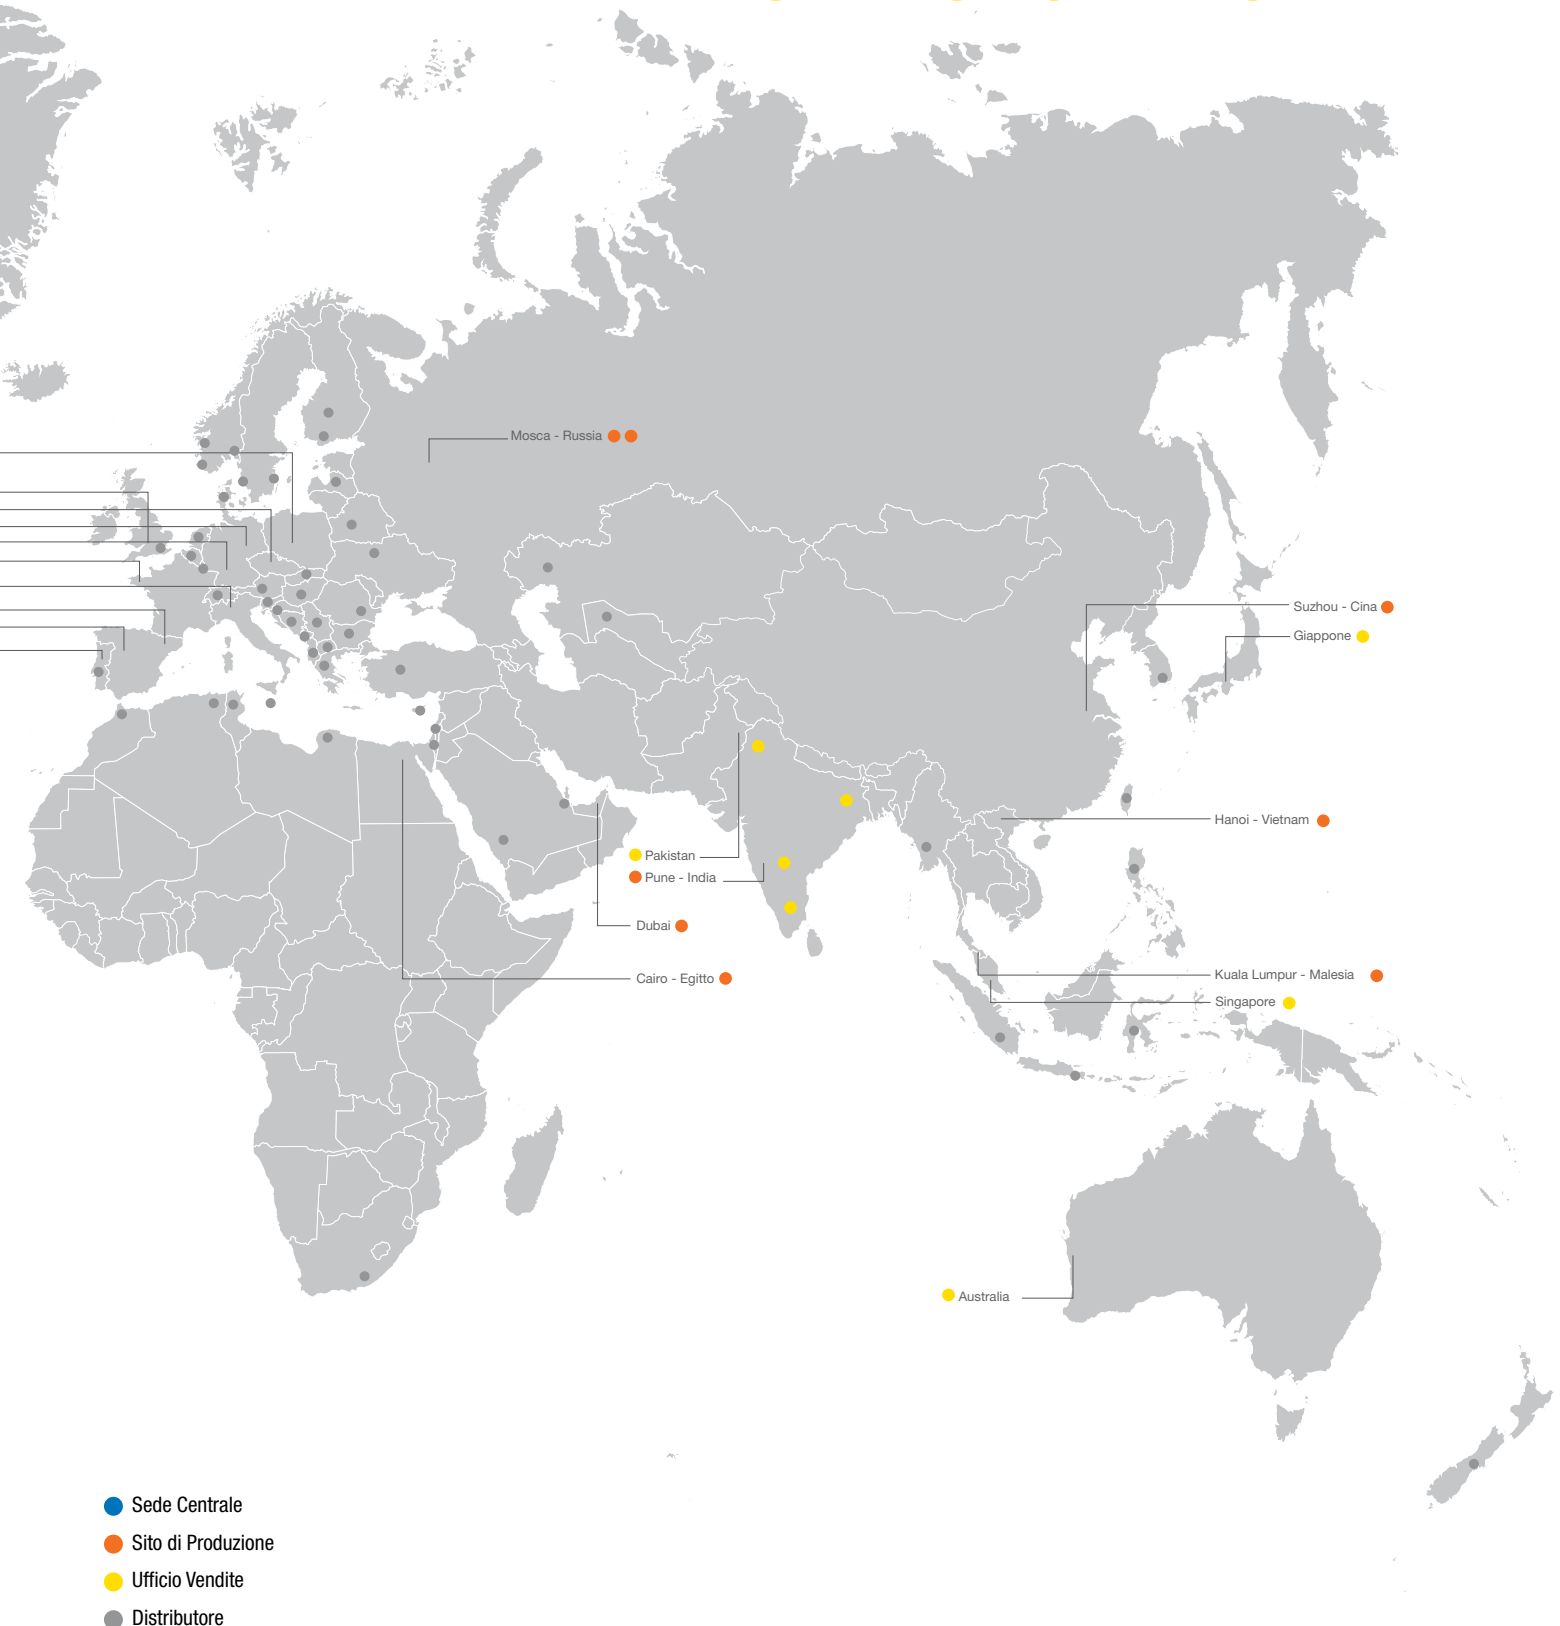 Mosca - Russia
Suzhou - Cina
Giappone
Hanoi - Vietnam
Pakistan
Pune - India
Dubai
Cairo - Egitto
Kuala Lumpur - Malesia
Singapore
Australia
Sede Centrale
Sito di Produzione
Ufficio Vendite
Distributore